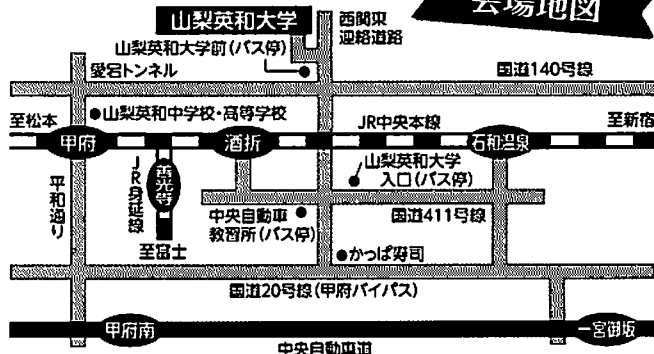 会場地図
山梨英和大学
西関東
連絡道路
山梨英和大学前(バス停)
愛宕トンネル
国道140号線
●山梨英和中学校・高等学校
至松本
JR中央本線
至新宿
甲府
酒折
石和温泉
山梨英和大学
入口(バス停)
平和通り
JR身延線
善光寺
国道411号線
中央自動車
教習所(バス停)
至富士
●かっぱ寿司
国道20号線(甲府バイパス)
甲府南
一宮御坂
中央自動車道